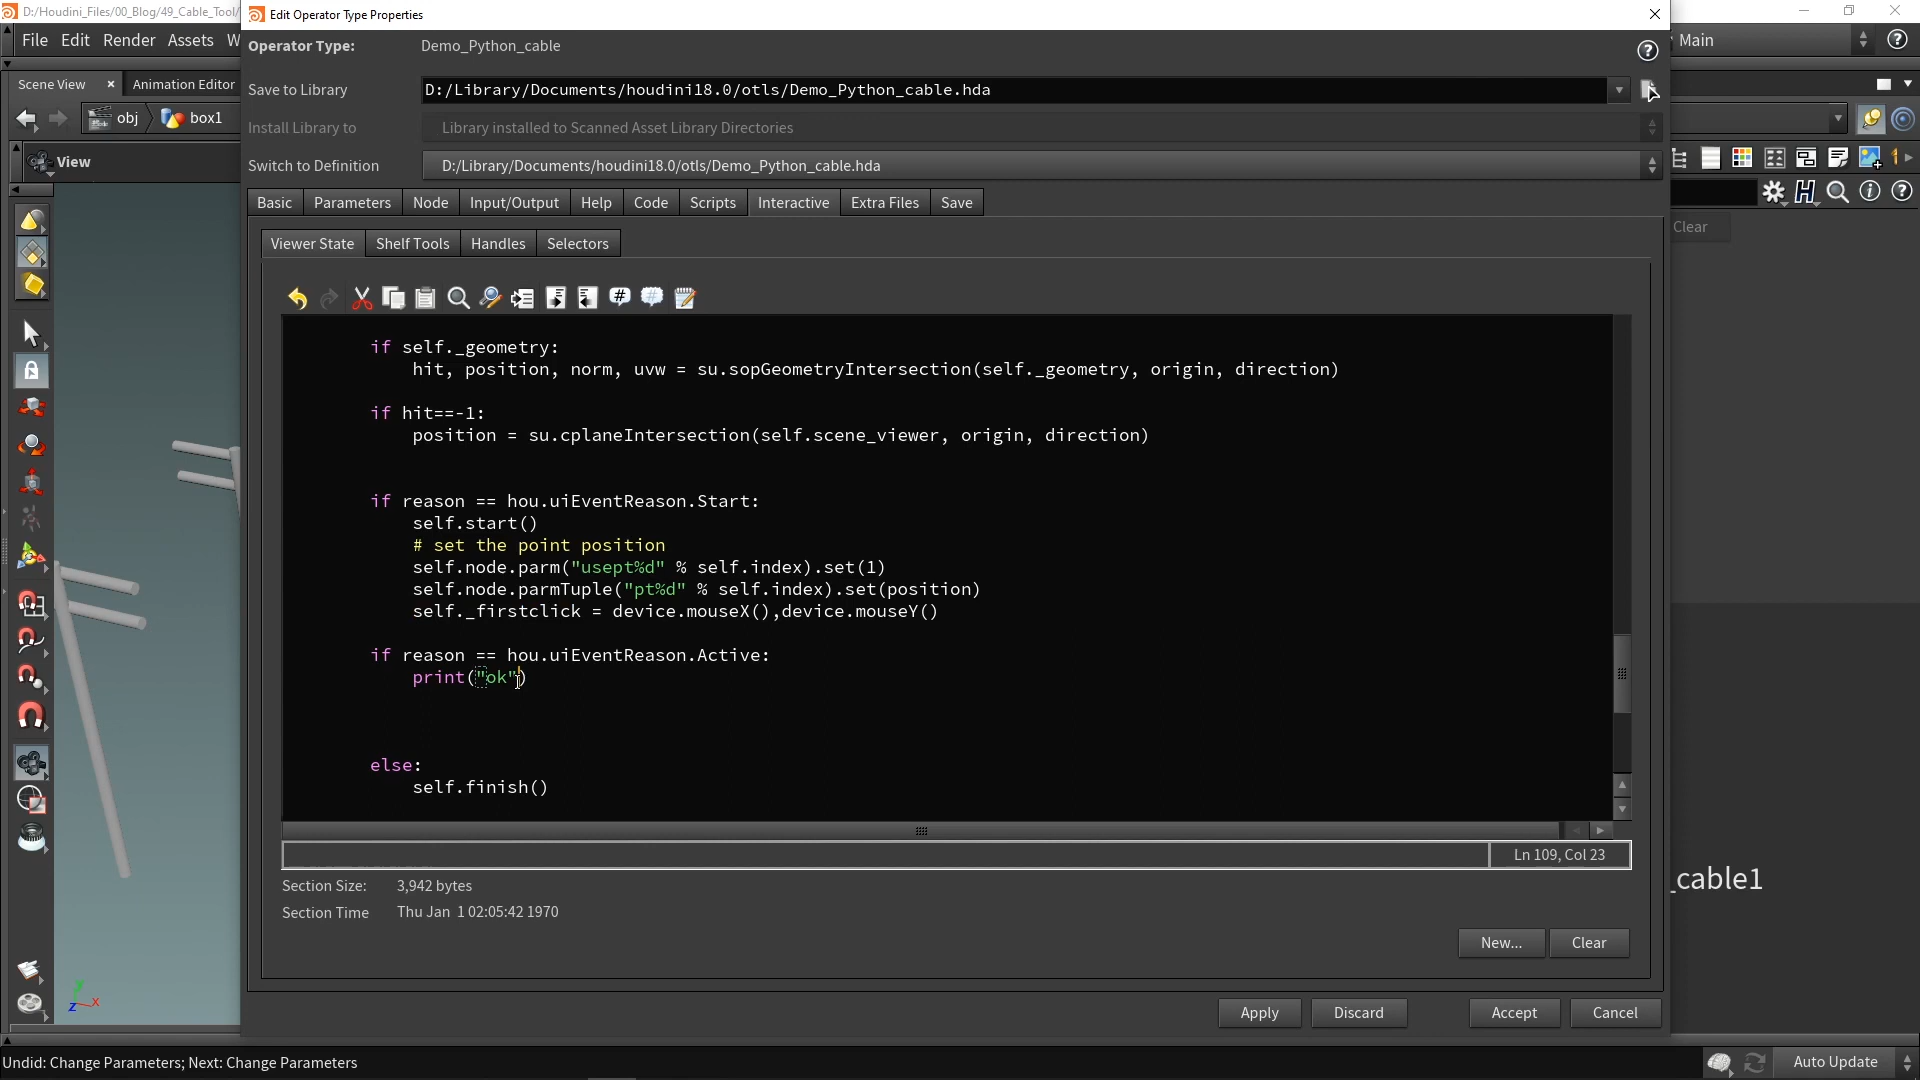 D:/Houdini_Files/00_Blog/49_Cable_Tool/
Edit Operator Type Properties
File Edit Render Assets W
Main
Operator Type: Demo_Python_cable
Save to Library D:/Library/Documents/houdini18.0/otls/Demo_Python_cable.hda
Scene View Animation Editor
obj box1
Install Library to Library installed to Scanned Asset Library Directories
View
Switch to Definition D:/Library/Documents/houdini18.0/otls/Demo_Python_cable.hda
Basic Parameters Node Input/Output Help Code Scripts Interactive Extra Files Save
Clear
Viewer State Shelf Tools Handles Selectors
if self._geometry:
hit, position, norm, uvw = su.sopGeometryIntersection(self._geometry, origin, direction)
if hit==-1:
position = su.cplaneIntersection(self.scene_viewer, origin, direction)
if reason == hou.uiEventReason.Start:
self.start()
# set the point position
self.node.parm("usept%d" % self.index).set(1)
self.node.parmTuple("pt%d" % self.index).set(position)
self._firstclick = device.mouseX(),device.mouseY()
if reason == hou.uiEventReason.Active:
print("ok")
else:
self.finish()
Ln 109, Col 23
_cable1
Section Size: 3,942 bytes
Section Time Thu Jan 1 02:05:42 1970
New... Clear
y
z x
Apply Discard Accept Cancel
Undid: Change Parameters; Next: Change Parameters
Auto Update